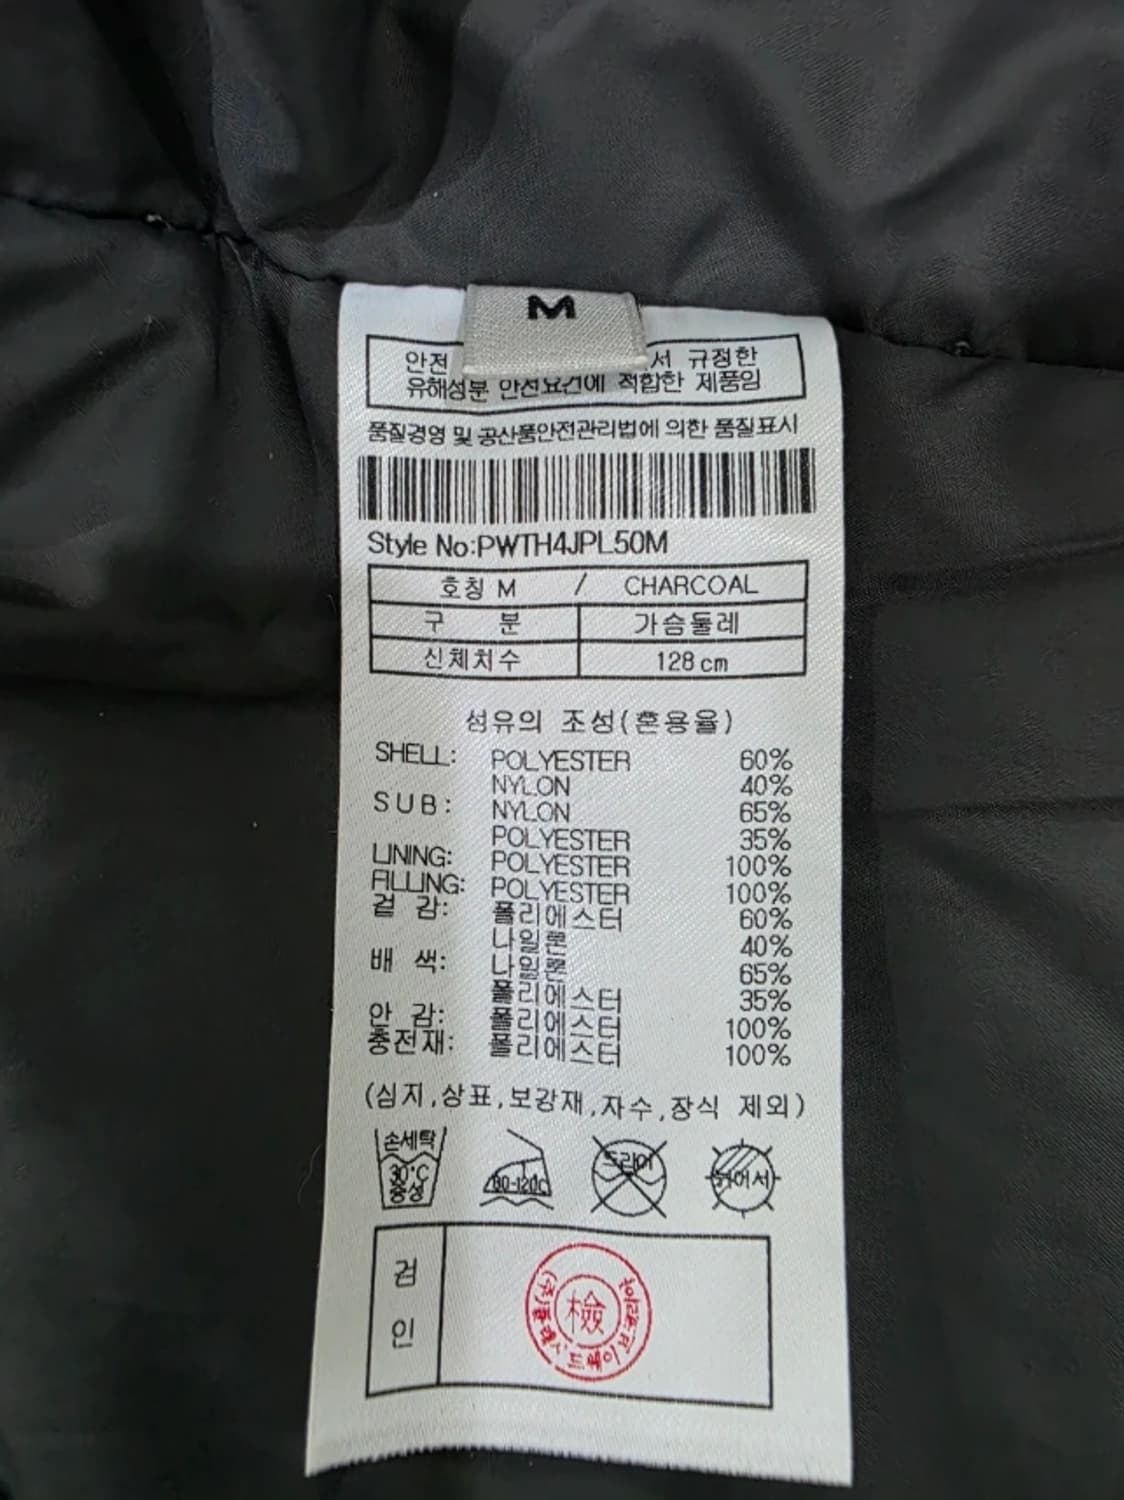 M
안전 서 규정한
유해성분 안전요건에 적합한 제품임
품질경영 및 공산품안전관리법에 의한 품질표시
Style No:PWTH4JPL50M
호칭 M / CHARCOAL
구 분 가슴둘레
신체치수 128 cm
섬유의 조성(혼용율)
SHELL: POLYESTER 60%
NYLON 40%
SUB: NYLON 65%
POLYESTER 35%
LINING: POLYESTER 100%
FILLING: POLYESTER 100%
겉 감: 폴리에스터 60%
나일론 40%
배 색: 나일론 65%
폴리에스터 35%
안 감: 폴리에스터 100%
충전재: 폴리에스터 100%
(심지,상표,보강재,자수,장식 제외)
손세탁
30°C
중성
80-120C
드라이
뉘어서
검
인
檢